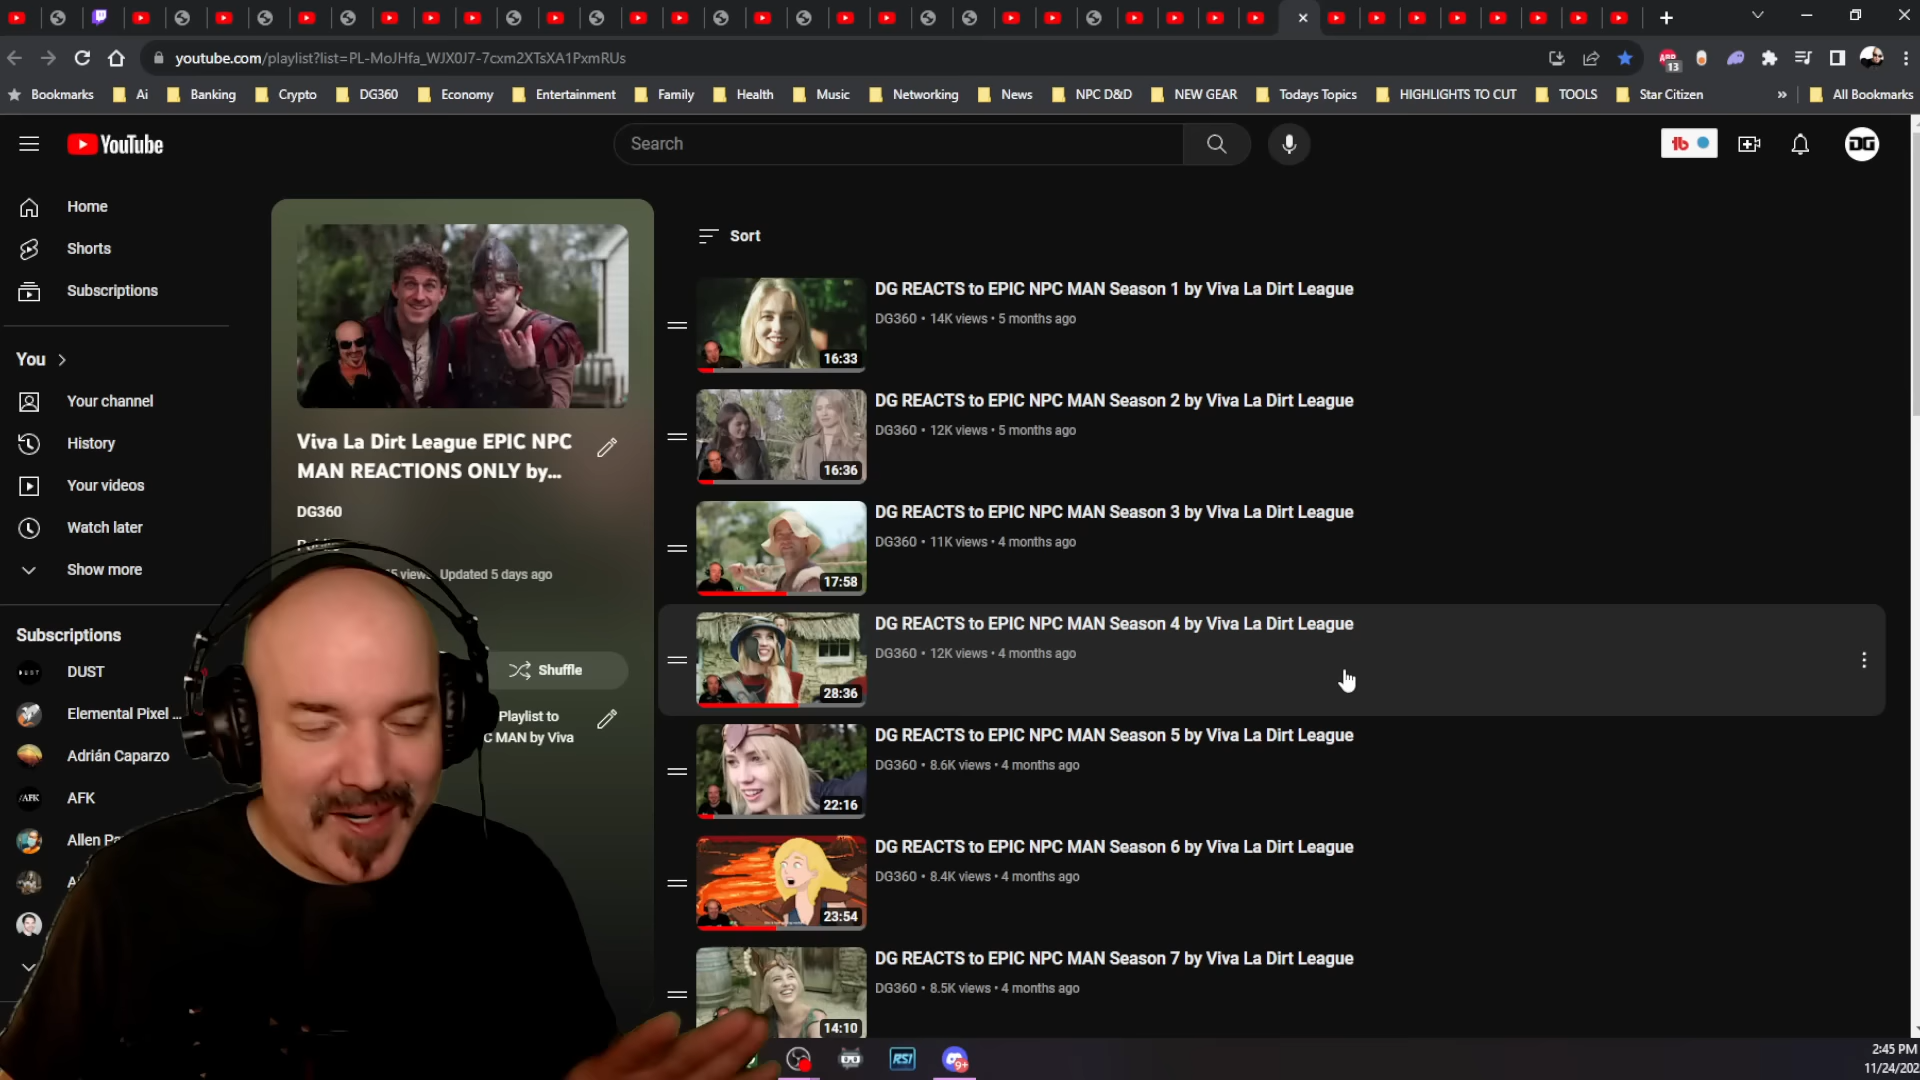 youtube.com/playlist?list=PL-MoJHfa_WJX0J7-7cxm2XTsXA1PxmRUs
13
Bookmarks
Ai
Banking
Crypto
DG360
Economy
Entertainment
Family
Health
Music
Networking
News
NPC D&D
NEW GEAR
Todays Topics
HIGHLIGHTS TO CUT
TOOLS
Star Citizen
»
All Bookmarks
YouTube
Search
tb
DG
Home
Shorts
Subscriptions
You
Your channel
History
Your videos
Watch later
Show more
Subscriptions
DUST
Elemental Pixel ...
Adrián Caparzo
AFK
Allen
Viva La Dirt League EPIC NPC
MAN REACTIONS ONLY by...
DG360
Public
views Updated 5 days ago
Shuffle
Playlist to
MAN by Viva
Sort
DG REACTS to EPIC NPC MAN Season 1 by Viva La Dirt League
DG360 • 14K views • 5 months ago
16:33
DG REACTS to EPIC NPC MAN Season 2 by Viva La Dirt League
DG360 • 12K views • 5 months ago
16:36
DG REACTS to EPIC NPC MAN Season 3 by Viva La Dirt League
DG360 • 11K views • 4 months ago
17:58
DG REACTS to EPIC NPC MAN Season 4 by Viva La Dirt League
DG360 • 12K views • 4 months ago
28:36
DG REACTS to EPIC NPC MAN Season 5 by Viva La Dirt League
DG360 • 8.6K views • 4 months ago
22:16
DG REACTS to EPIC NPC MAN Season 6 by Viva La Dirt League
DG360 • 8.4K views • 4 months ago
23:54
DG REACTS to EPIC NPC MAN Season 7 by Viva La Dirt League
DG360 • 8.5K views • 4 months ago
14:10
RSI
9+
2:45 PM
11/24/202